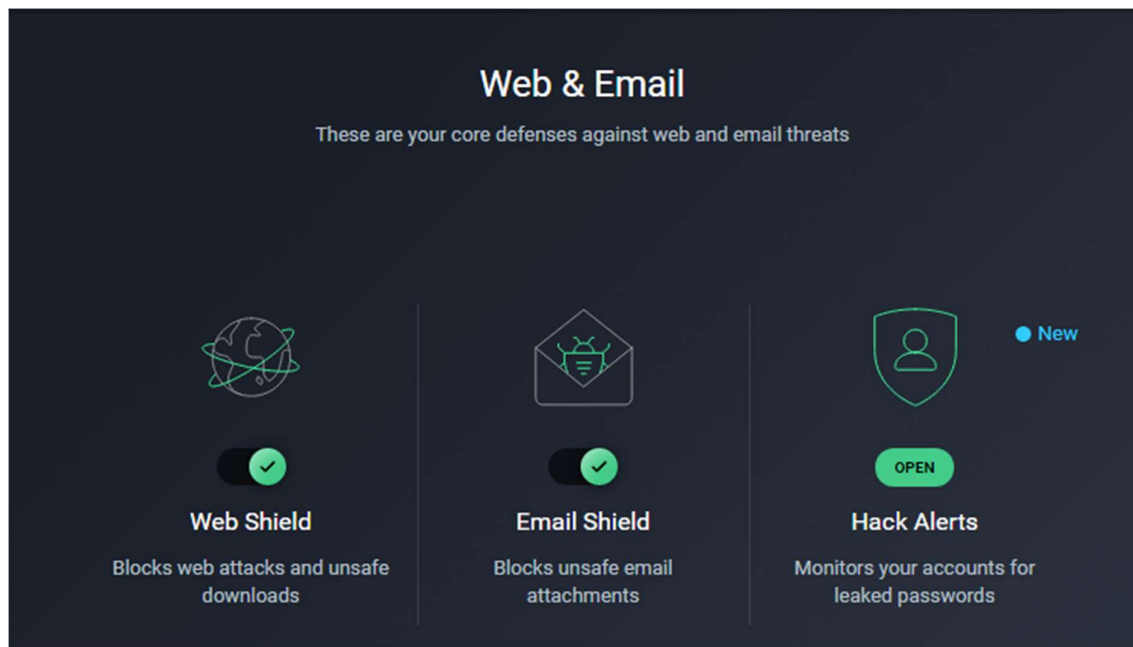 Web & Email
These are your core defenses against web and email threats
New
OPEN
Web Shield
Email Shield
Hack Alerts
Blocks web attacks and unsafe
downloads
Blocks unsafe email
attachments
Monitors your accounts for
leaked passwords